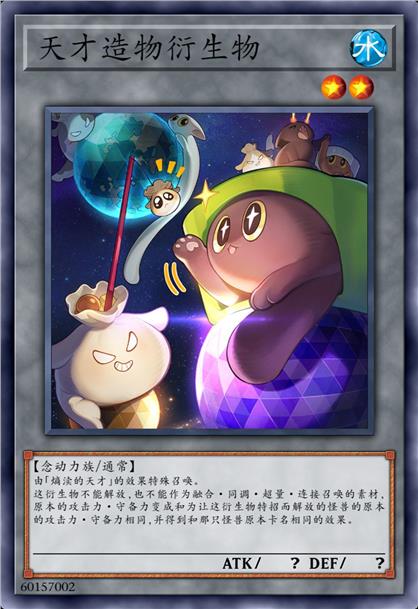 天才造物衍生物
水
【念动力族/通常】
由「熵渎的天才」的效果特殊召唤。
这衍生物不能解放,也不能作为融合·同调·超量·连接召唤的素材,
原本的攻击力·守备力变成和为让这衍生物特招而解放的怪兽的原本
的攻击力·守备力相同,并得到和那只怪兽原本卡名相同的效果。
ATK/ ? DEF/ ?
60157002